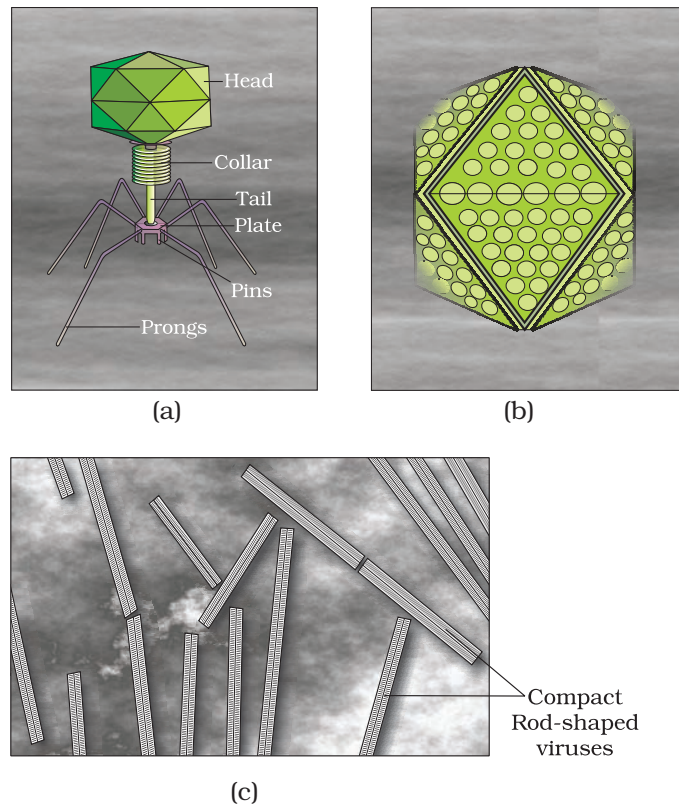 Head
Collar
Tail
Plate
Pins
Prongs
(a)
(b)
Compact
Rod-shaped
viruses
(c)